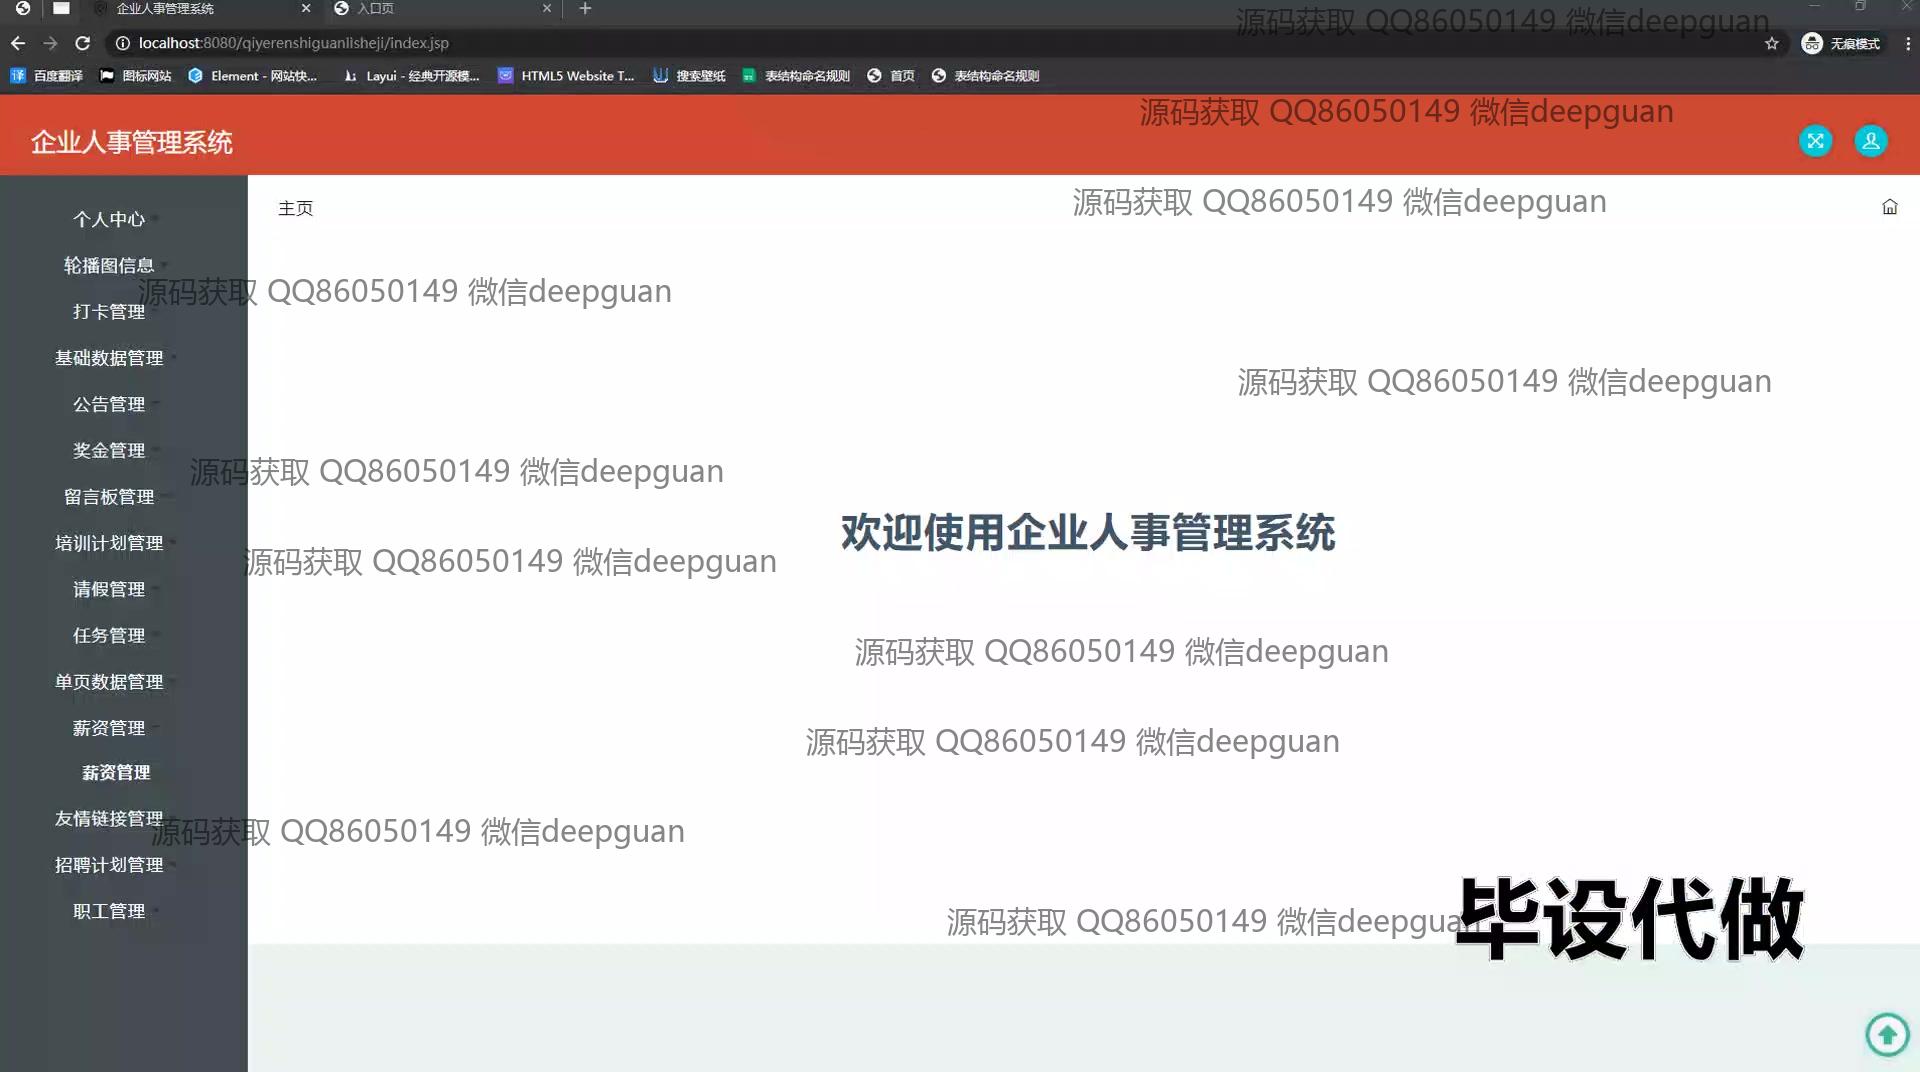 企业人事管理系统
入口页
源码获取 QQ86050149 微信deepguan
localhost:8080/qiyerenshiguanlisheji/index.jsp
无痕模式
百度翻译
图标网站
Element - 网站快...
Layui - 经典开源模...
HTML5 Website T...
搜索壁纸
表结构命名规则
首页
表结构命名规则
源码获取 QQ86050149 微信deepguan
企业人事管理系统
主页
源码获取 QQ86050149 微信deepguan
个人中心
轮播图信息
源码获取 QQ86050149 微信deepguan
打卡管理
基础数据管理
源码获取 QQ86050149 微信deepguan
公告管理
奖金管理
源码获取 QQ86050149 微信deepguan
留言板管理
欢迎使用企业人事管理系统
培训计划管理
源码获取 QQ86050149 微信deepguan
请假管理
任务管理
源码获取 QQ86050149 微信deepguan
单页数据管理
薪资管理
源码获取 QQ86050149 微信deepguan
薪资管理
友情链接管理
源码获取 QQ86050149 微信deepguan
招聘计划管理
职工管理
源码获取 QQ86050149 微信deepguan
毕设代做